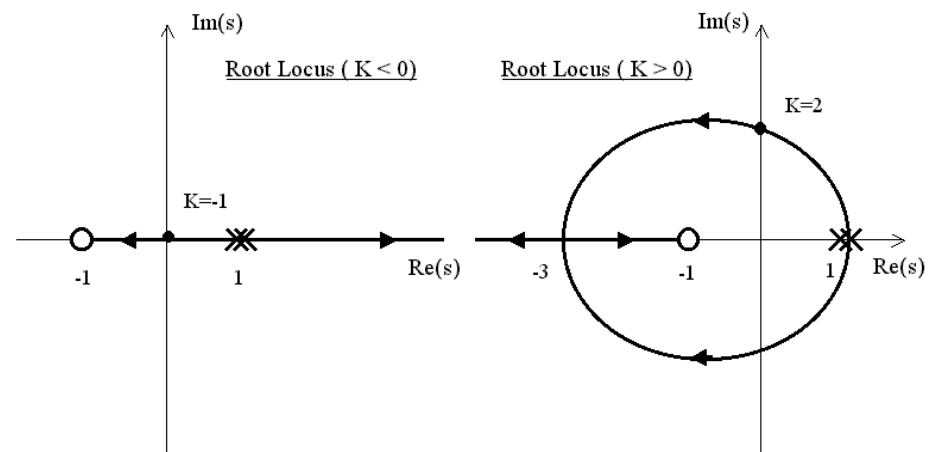 Im(s)
Root Locus ( K < 0)
K=-1
-1
1
Re(s)
Im(s)
Root Locus ( K > 0)
K=2
-3
-1
1
Re(s)